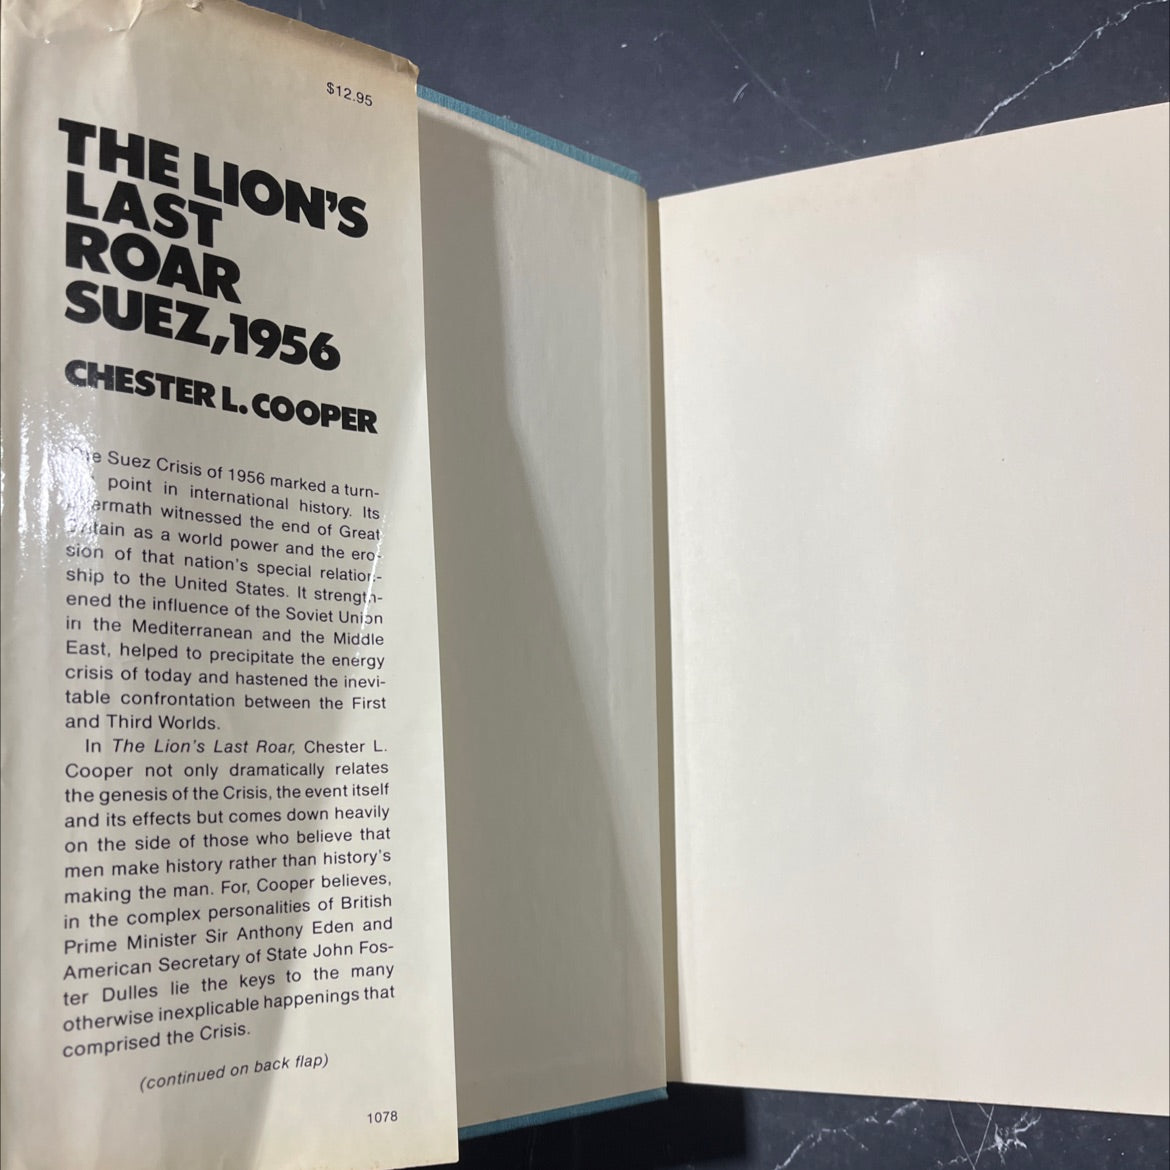 $12.95
THE LION'S
LAST
ROAR
SUEZ, 1956
CHESTER L. COOPER
The Suez Crisis of 1956 marked a turn-
point in international history. Its
aftermath witnessed the end of Great
Britain as a world power and the ero-
sion of that nation's special relation-
ship to the United States. It strength-
ened the influence of the Soviet Union
in the Mediterranean and the Middle
East, helped to precipitate the energy
crisis of today and hastened the inevi-
table confrontation between the First
and Third Worlds.
In The Lion's Last Roar, Chester L.
Cooper not only dramatically relates
the genesis of the Crisis, the event itself
and its effects but comes down heavily
on the side of those who believe that
men make history rather than history's
making the man. For, Cooper believes,
in the complex personalities of British
Prime Minister Sir Anthony Eden and
American Secretary of State John Fos-
ter Dulles lie the keys to the many
otherwise inexplicable happenings that
comprised the Crisis.
(continued on back flap)
1078